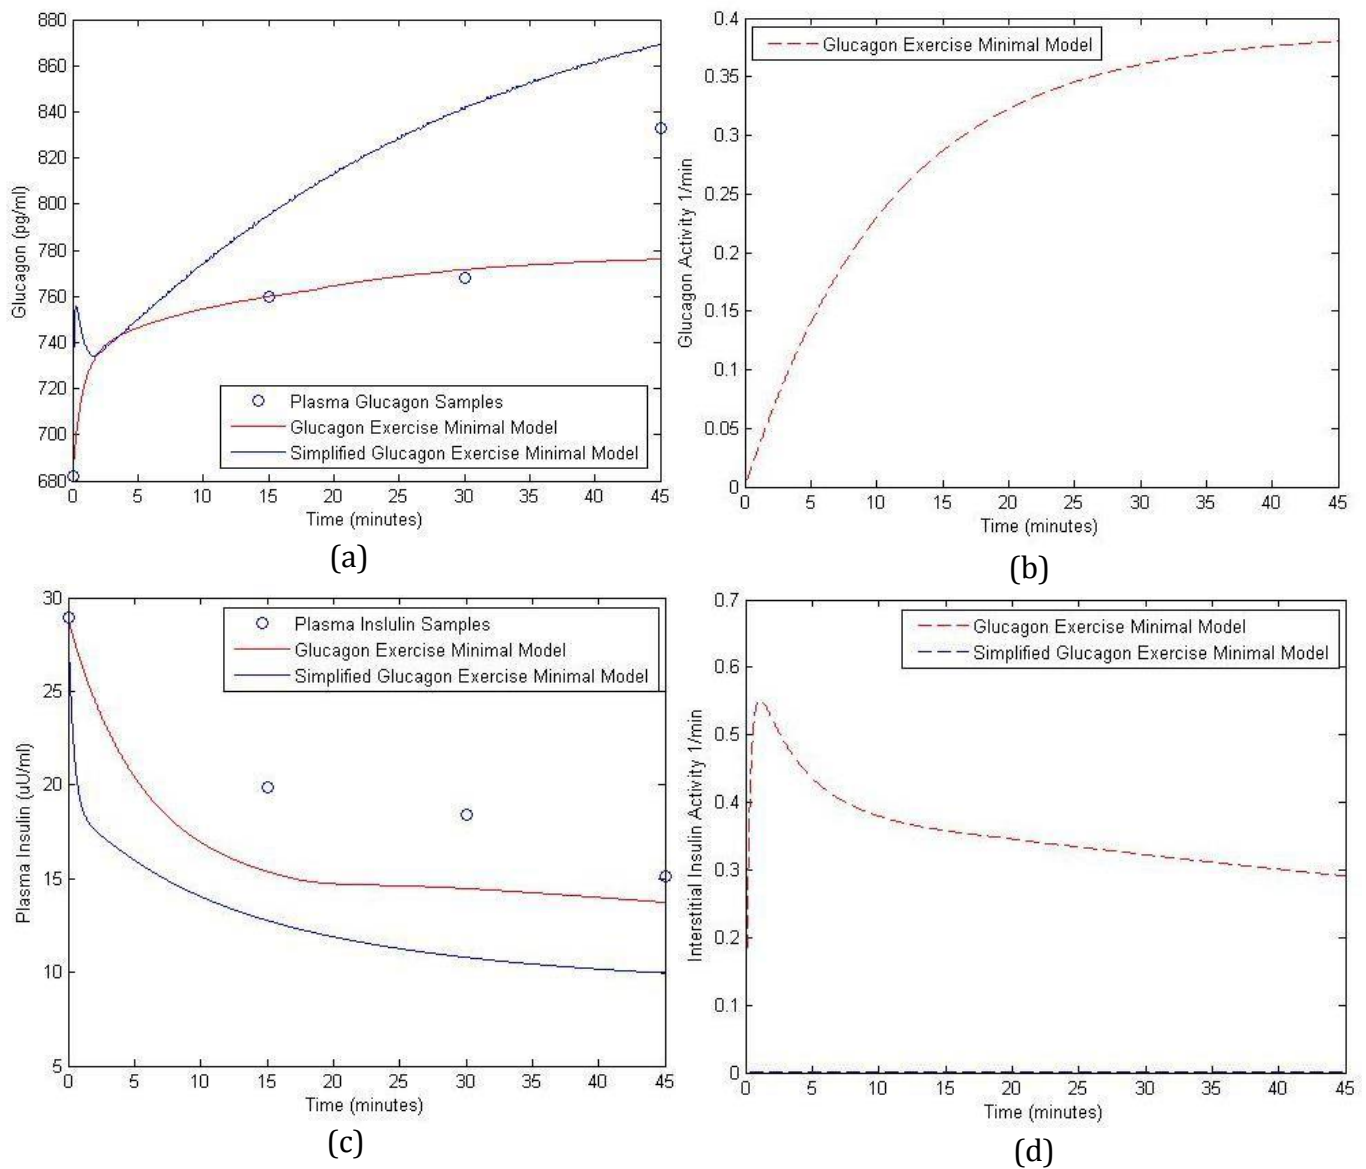 880
860
840
820
800
780
760
740
720
700
680
Glucagon (pg/ml)
Plasma Glucagon Samples
Glucagon Exercise Minimal Model
Simplified Glucagon Exercise Minimal Model
0 5 10 15 20 25 30 35 40 45
Time (minutes)
(a)
0.4
0.35
0.3
0.25
0.2
0.15
0.1
0.05
0
Glucagon Activity 1/min
Glucagon Exercise Minimal Model
0 5 10 15 20 25 30 35 40 45
Time (minutes)
(b)
30
25
20
15
10
5
Plasma Insulin (uU/ml)
Plasma Inslulin Samples
Glucagon Exercise Minimal Model
Simplified Glucagon Exercise Minimal Model
0 5 10 15 20 25 30 35 40 45
Time (minutes)
(c)
0.7
0.6
0.5
0.4
0.3
0.2
0.1
0
Interstitial Insulin Activity 1/min
Glucagon Exercise Minimal Model
Simplified Glucagon Exercise Minimal Model
0 5 10 15 20 25 30 35 40 45
Time (minutes)
(d)